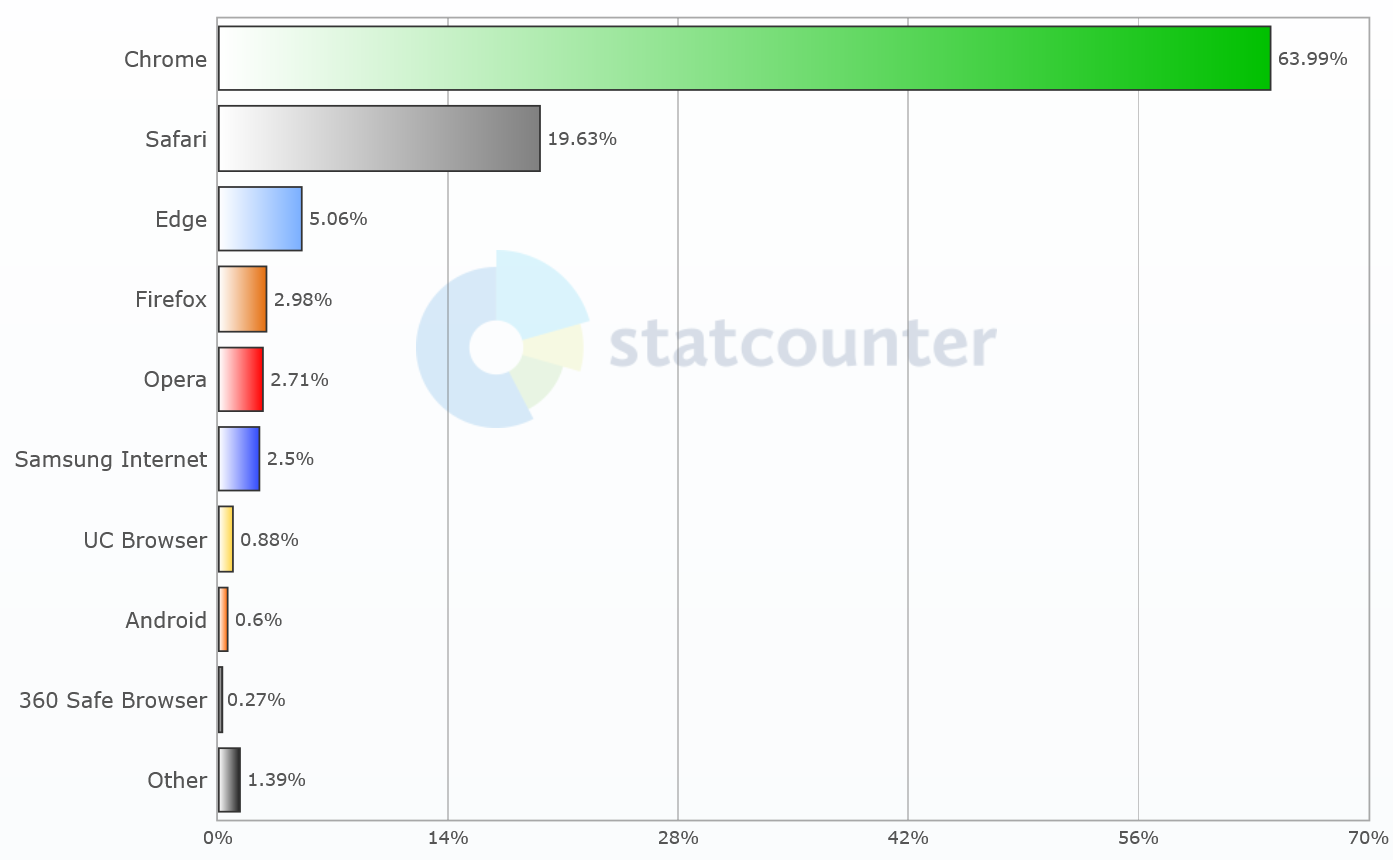 Chrome 63.99%
Safari 19.63%
Edge 5.06%
Firefox 2.98%
statcounter
Opera 2.71%
Samsung Internet 2.5%
UC Browser 0.88%
Android 0.6%
360 Safe Browser 0.27%
Other 1.39%
0% 14% 28% 42% 56% 70%